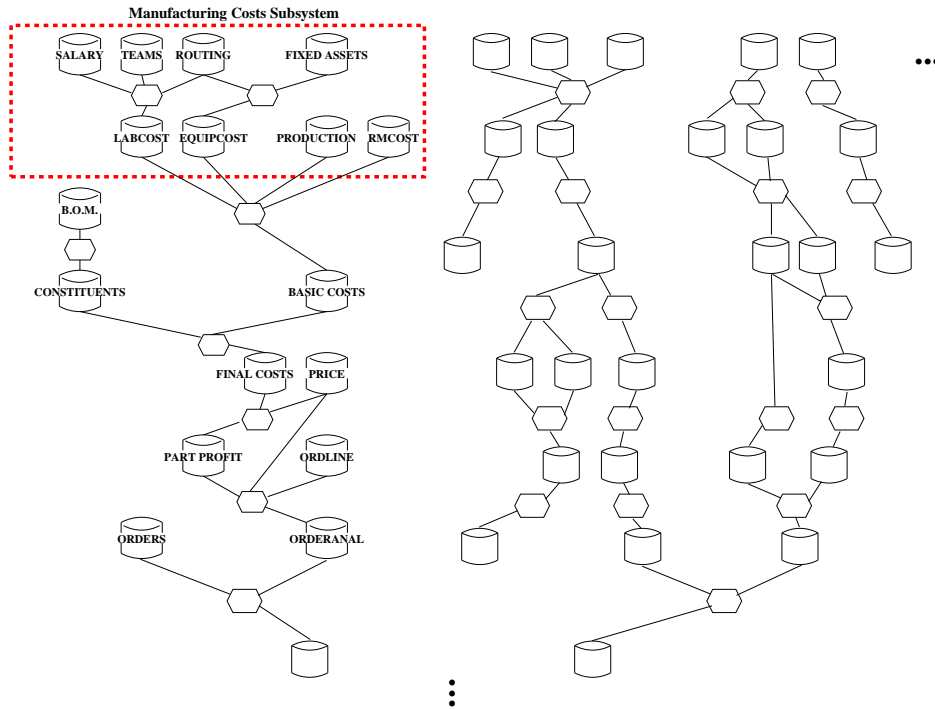 Manufacturing Costs Subsystem
SALARY TEAMS ROUTING FIXED ASSETS
LABCOST EQUIPCOST PRODUCTION RMCOST
B.O.M.
CONSTITUENTS BASIC COSTS
FINAL COSTS PRICE
PART PROFIT ORDLINE
ORDERS ORDERANAL